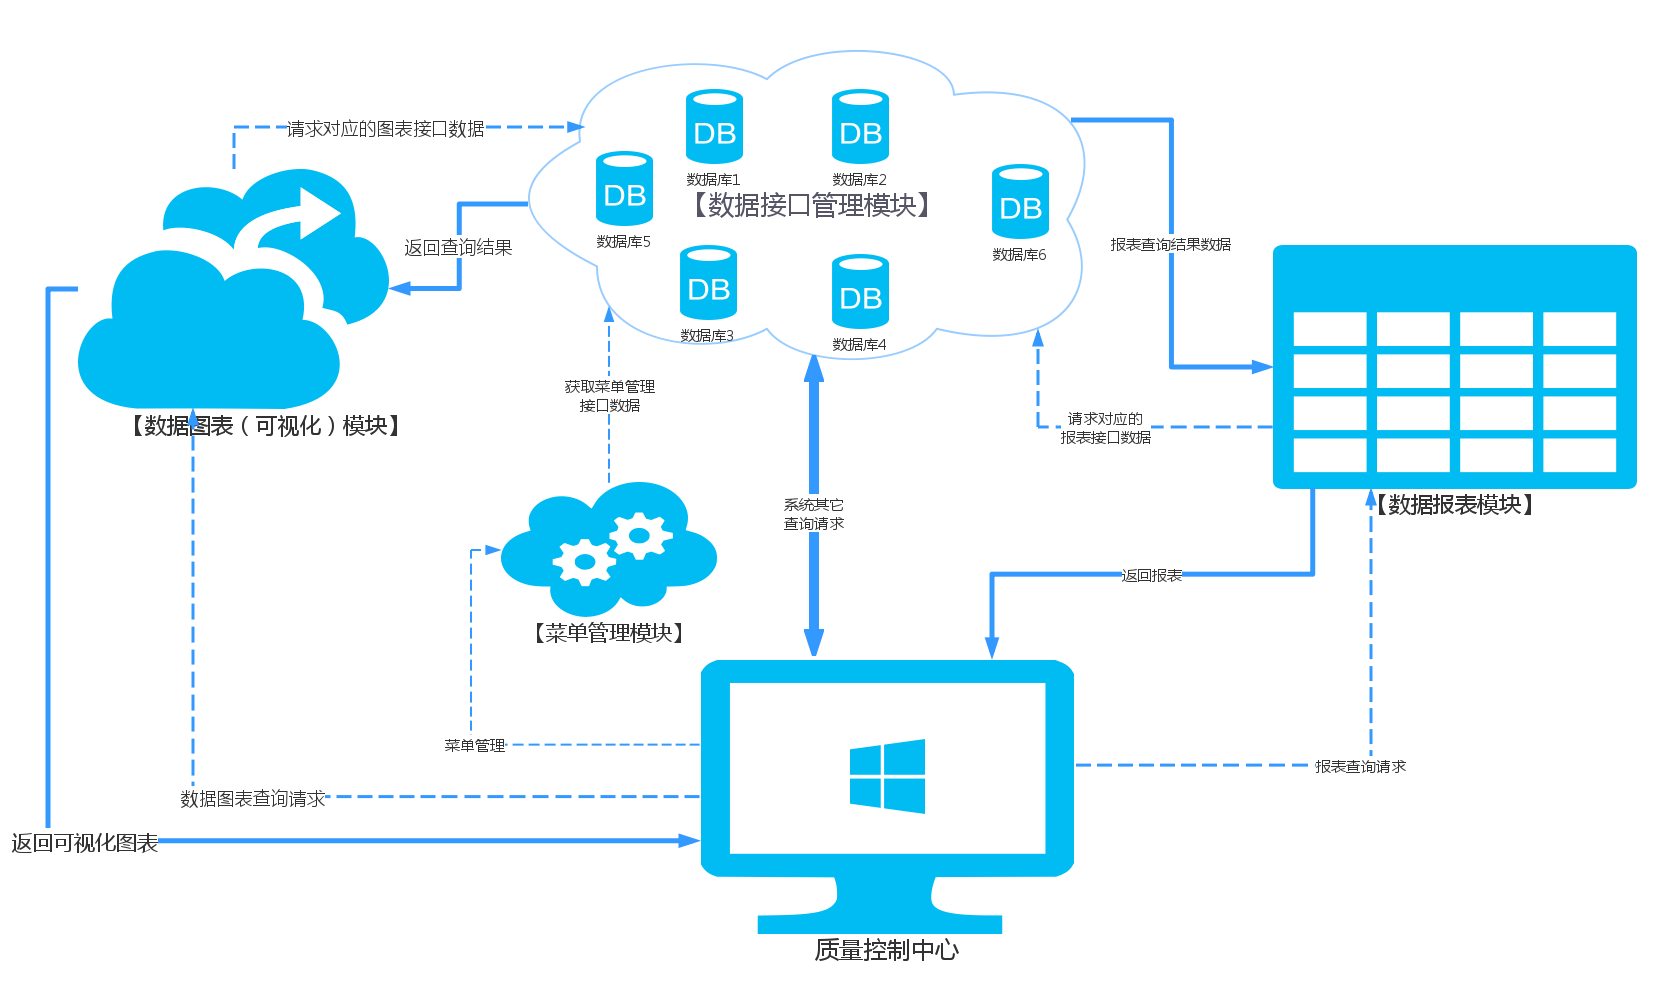 请求对应的图表接口数据
DB
数据库1
DB
数据库2
DB
数据库5
【数据接口管理模块】
DB
数据库6
DB
数据库3
DB
数据库4
返回查询结果
报表查询结果数据
获取菜单管理
接口数据
请求对应的
报表接口数据
【数据图表（可视化）模块】
系统其它
查询请求
【数据报表模块】
返回报表
【菜单管理模块】
菜单管理
报表查询请求
数据图表查询请求
返回可视化图表
质量控制中心